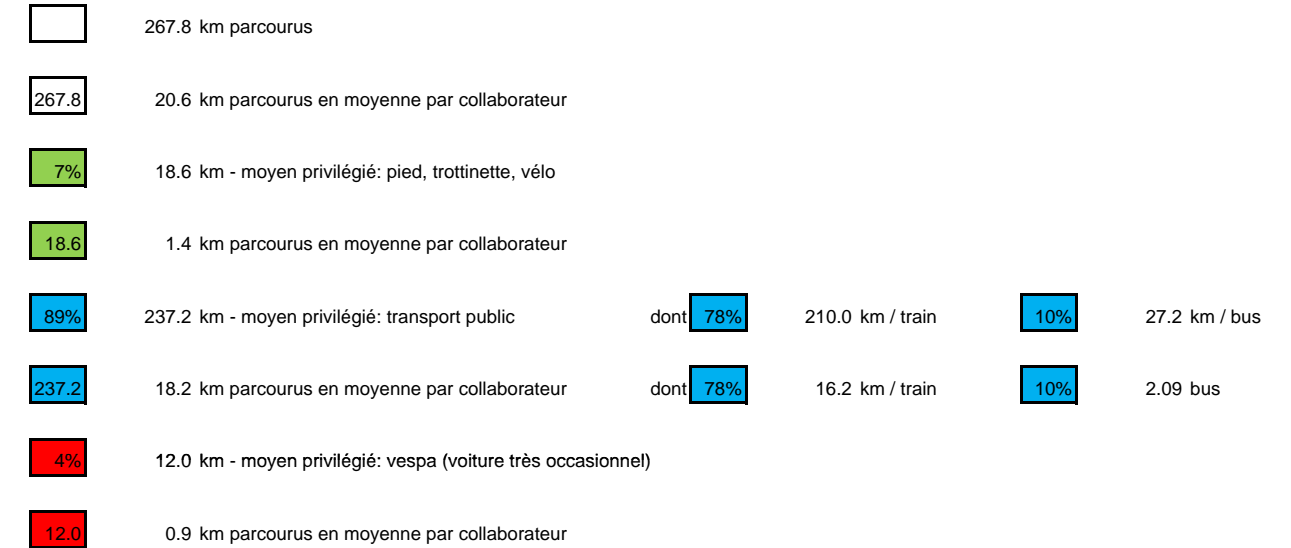 267.8 km parcourus
267.8 20.6 km parcourus en moyenne par collaborateur
7% 18.6 km - moyen privilégié: pied, trottinette, vélo
18.6 1.4 km parcourus en moyenne par collaborateur
89% 237.2 km - moyen privilégié: transport public dont 78% 210.0 km / train 10% 27.2 km / bus
237.2 18.2 km parcourus en moyenne par collaborateur dont 78% 16.2 km / train 10% 2.09 bus
4% 12.0 km - moyen privilégié: vespa (voiture très occasionnel)
12.0 0.9 km parcourus en moyenne par collaborateur